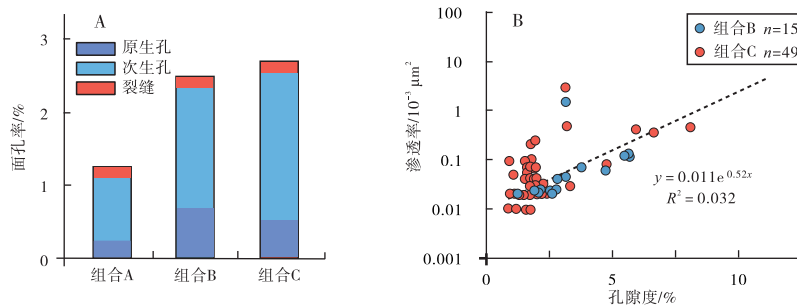 A
3
2
1
0
面孔率/%
原生孔
次生孔
裂缝
组合A
组合B
组合C
B
100
10
1
0.1
0.01
0.001
渗透率/10⁻³ μm²
组合B n=15
组合C n=49
y = 0.011e^{0.52x}
R² = 0.032
0
5
10
孔隙度/%